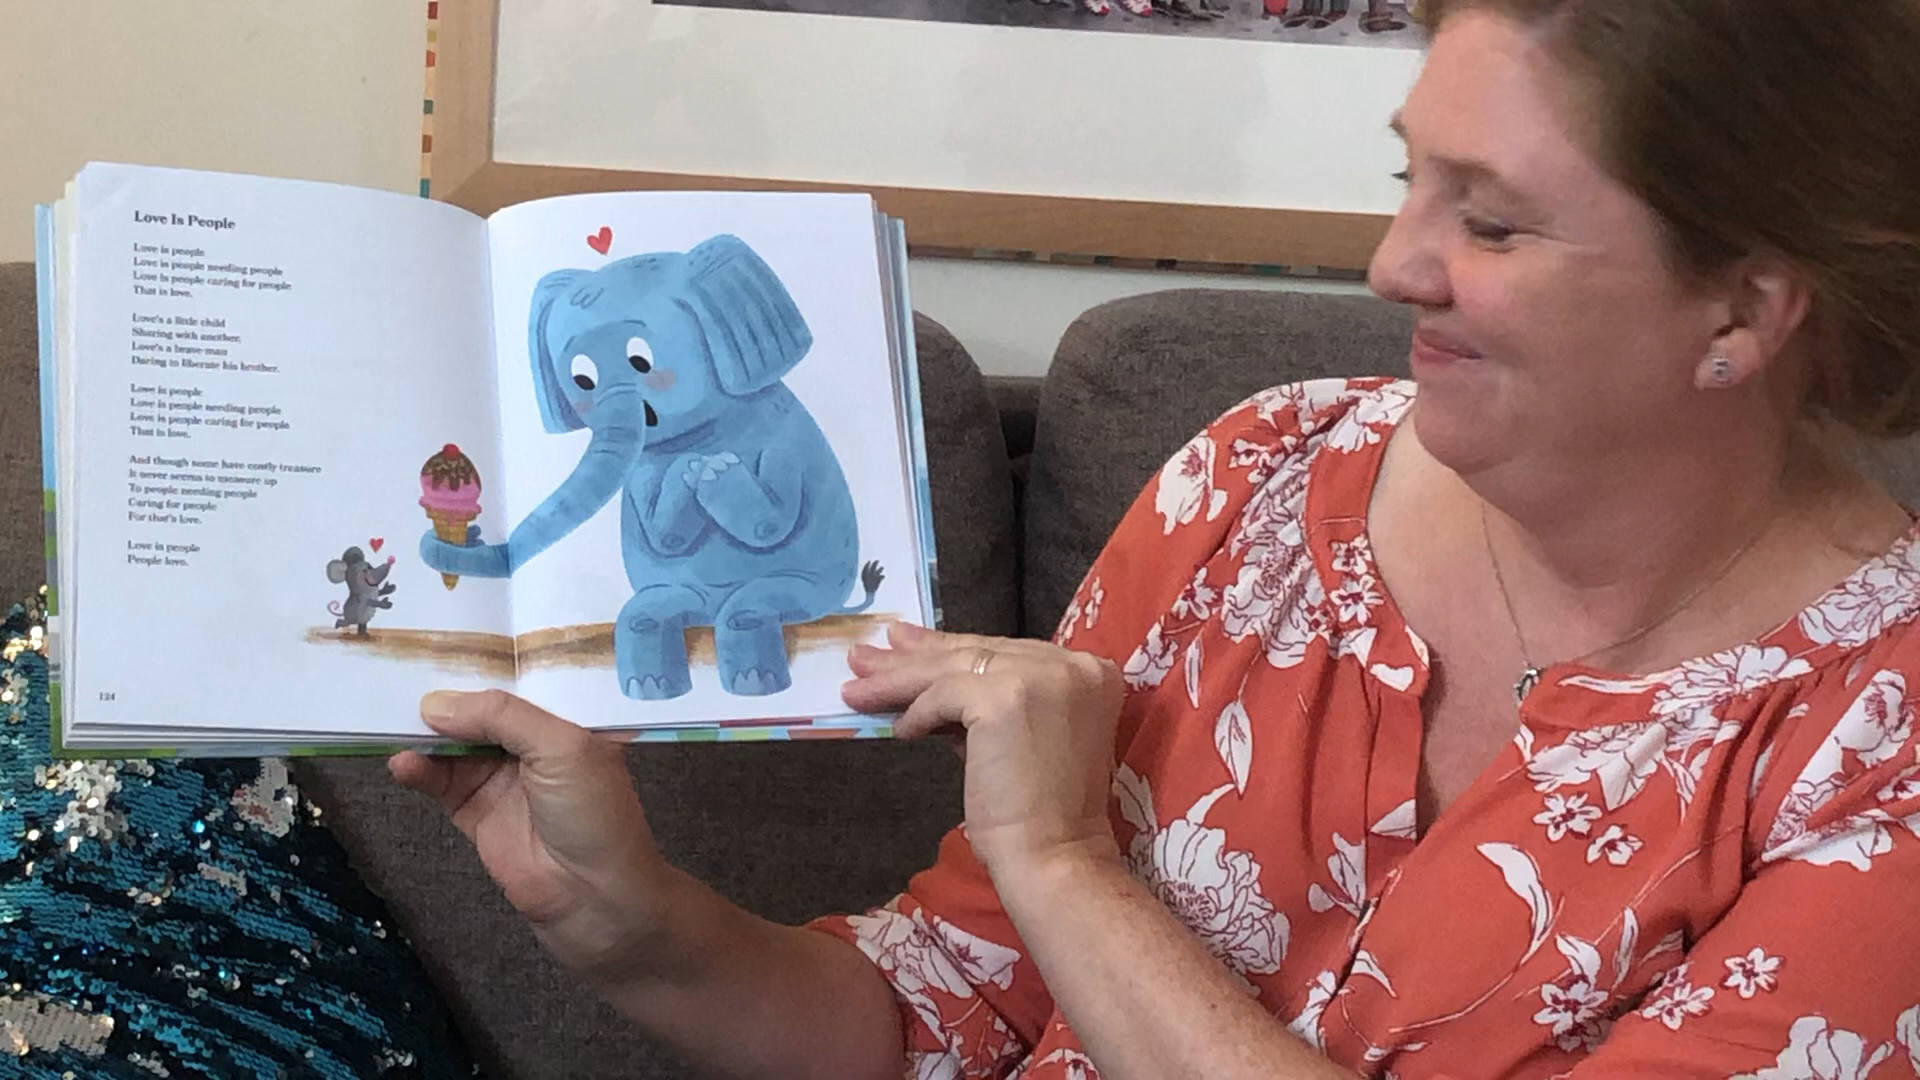 Love Is People
Love is people
Love is people needing people
Love is people caring for people
That is love.
Love's a little child
Sharing with another,
Love's a brave man
Daring to liberate his brother.
Love is people
Love is people needing people
Love is people caring for people
That is love.
And though some have costly treasure
It never seems to measure up
To people needing people
Caring for people
For that's love.
Love is people
People love.
124